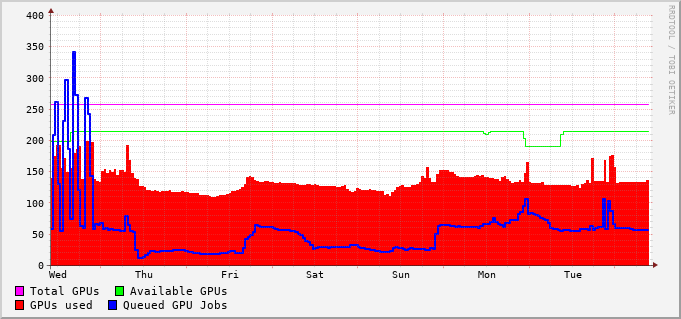 400
350
300
250
200
150
100
50
0
Wed Thu Fri Sat Sun Mon Tue
RRDTOOL / TOBI OETIKER
Total GPUs Available GPUs
GPUs used Queued GPU Jobs